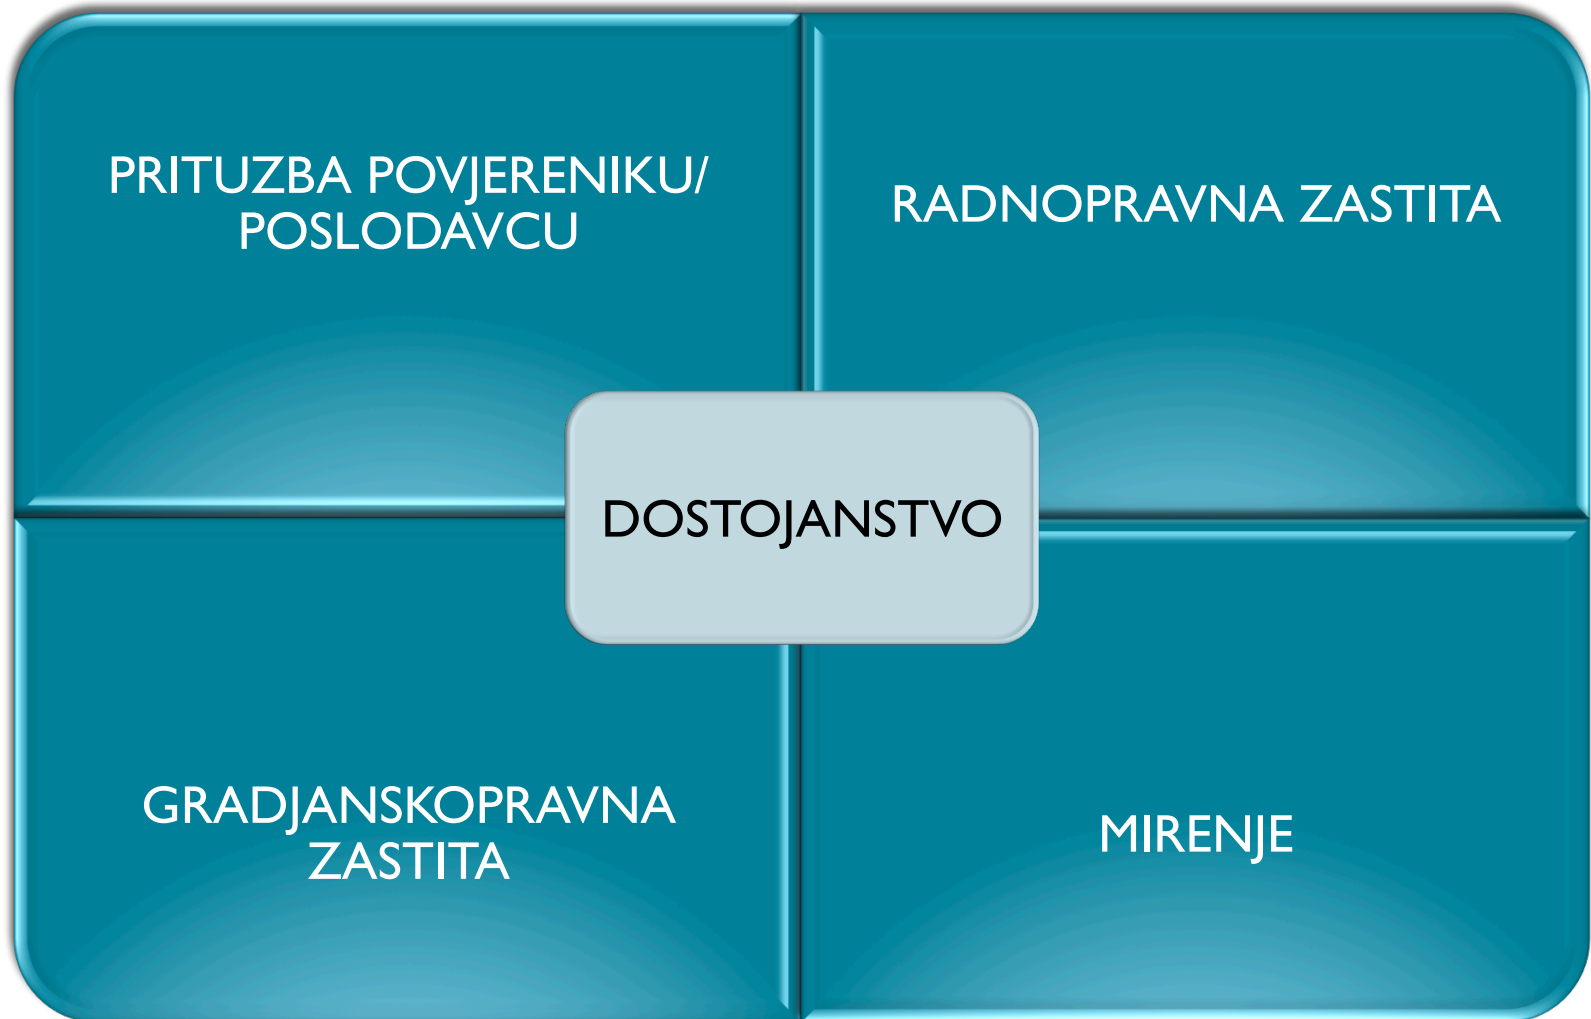 PRITUZBA POVJERENIKU/
POSLODAVCU
RADNOPRAVNA ZASTITA
DOSTOJANSTVO
GRADJANSKOPRAVNA
ZASTITA
MIRENJE